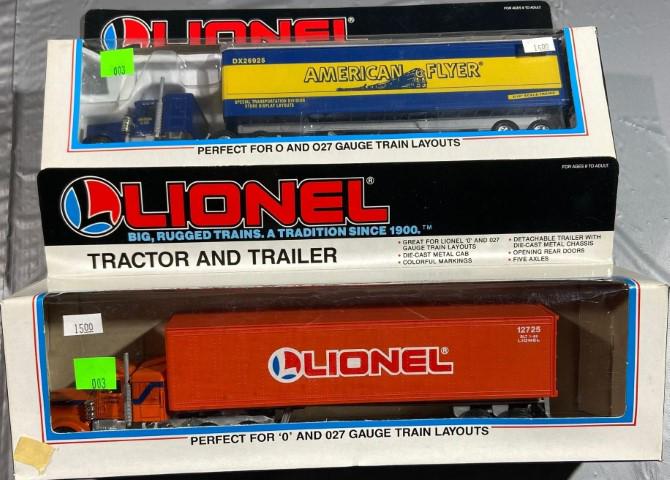 LIONEL®
FOR AGES 8 TO ADULT
003
1500
DX26925
AMERICAN FLYER®
SPECIAL TRANSPORTATION DIVISION
STORE DISPLAY LAYOUTS
PERFECT FOR O AND O27 GAUGE TRAIN LAYOUTS
FOR AGES 8 TO ADULT
LIONEL®
BIG, RUGGED TRAINS. A TRADITION SINCE 1900.™
TRACTOR AND TRAILER
• GREAT FOR LIONEL 'O' AND 027
GAUGE TRAIN LAYOUTS
• DIE-CAST METAL CAB
• COLORFUL MARKINGS
• DETACHABLE TRAILER WITH
DIE-CAST METAL CHASSIS
• OPENING REAR DOORS
• FIVE AXLES
1500
003
LIONEL®
12725
LIONEL
PERFECT FOR 'O' AND 027 GAUGE TRAIN LAYOUTS